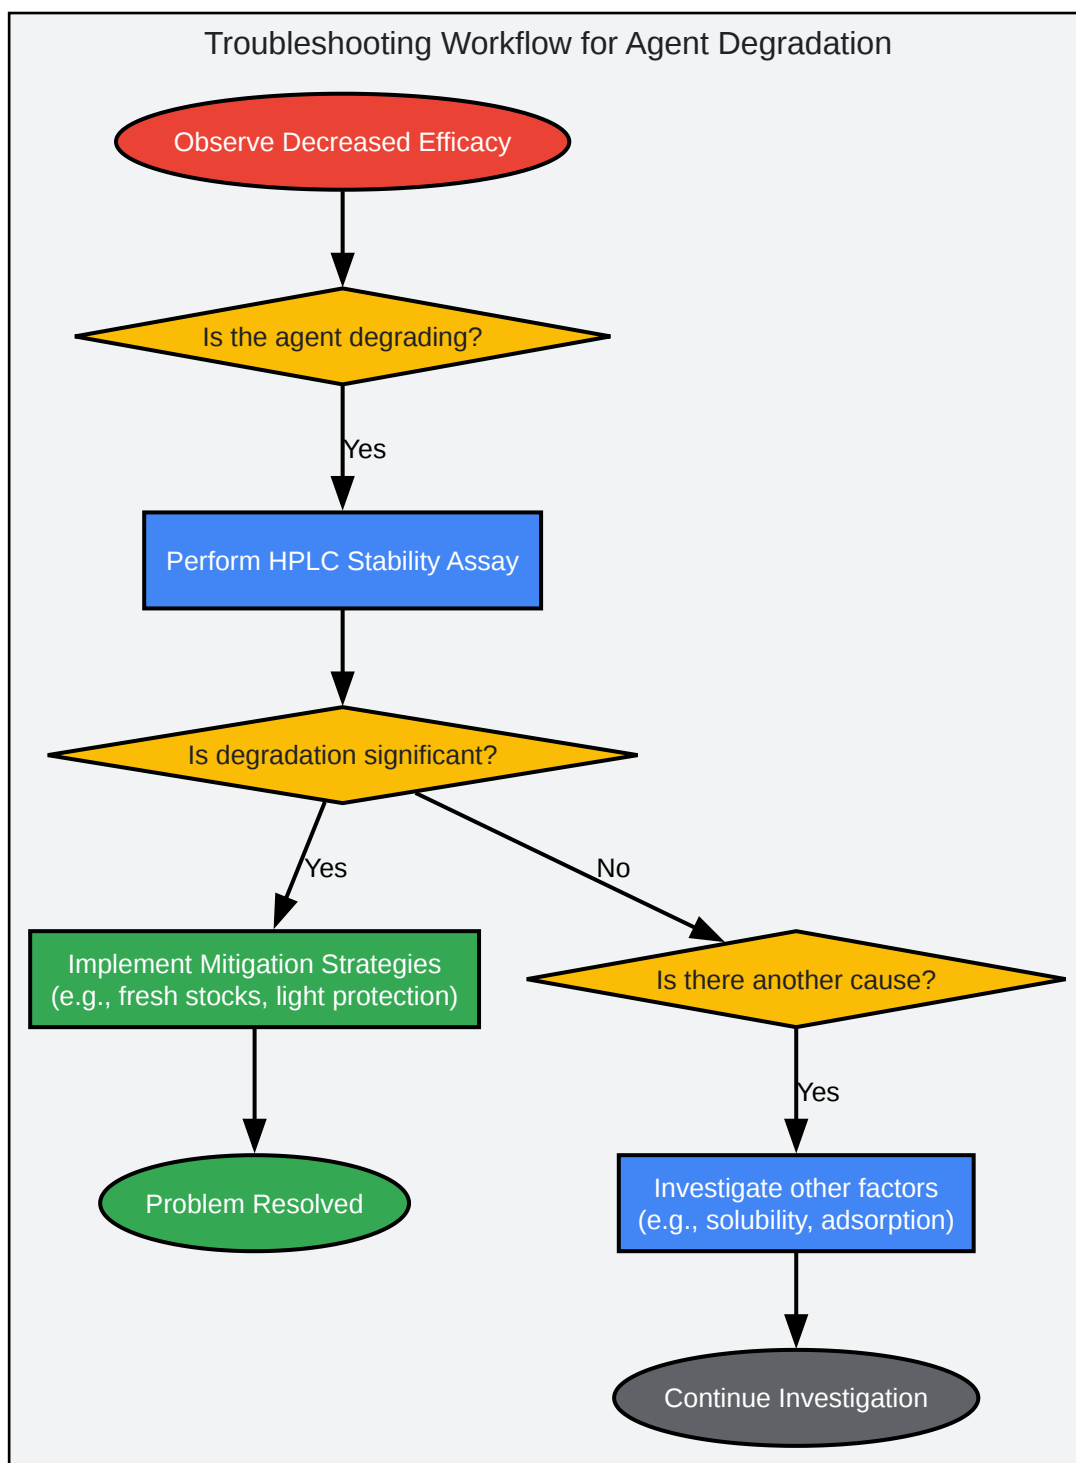 Troubleshooting Workflow for Agent Degradation
Observe Decreased Efficacy
Is the agent degrading?
Yes
Perform HPLC Stability Assay
Is degradation significant?
Yes
No
Implement Mitigation Strategies
(e.g., fresh stocks, light protection)
Is there another cause?
Yes
Problem Resolved
Investigate other factors
(e.g., solubility, adsorption)
Continue Investigation